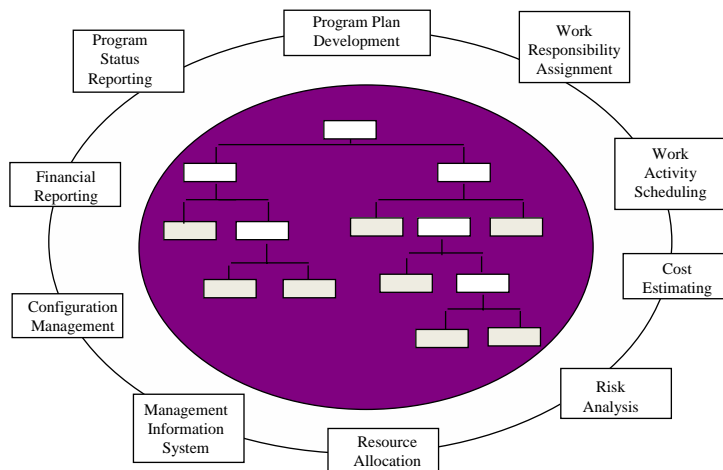 Program Plan
Development
Work
Responsibility
Assignment
Work
Activity
Scheduling
Cost
Estimating
Risk
Analysis
Resource
Allocation
Management
Information
System
Configuration
Management
Financial
Reporting
Program
Status
Reporting